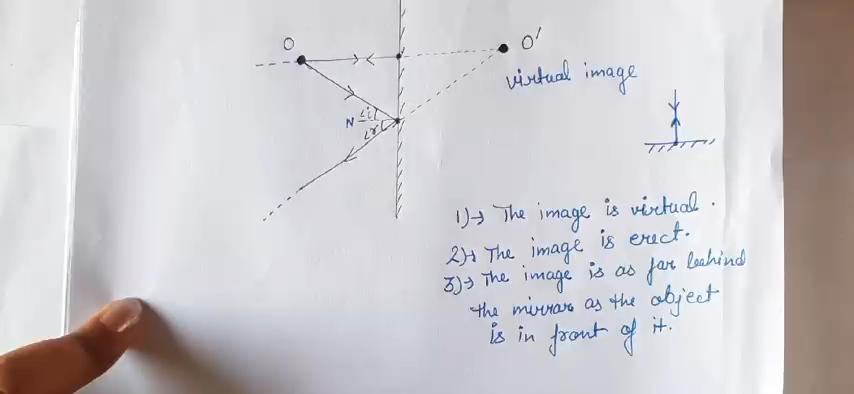 O
O'
virtual image
N
∠i
∠r
1)→ The image is virtual.
2)→ The image is erect.
3)→ The image is as far behind
the mirror as the object
is in front of it.